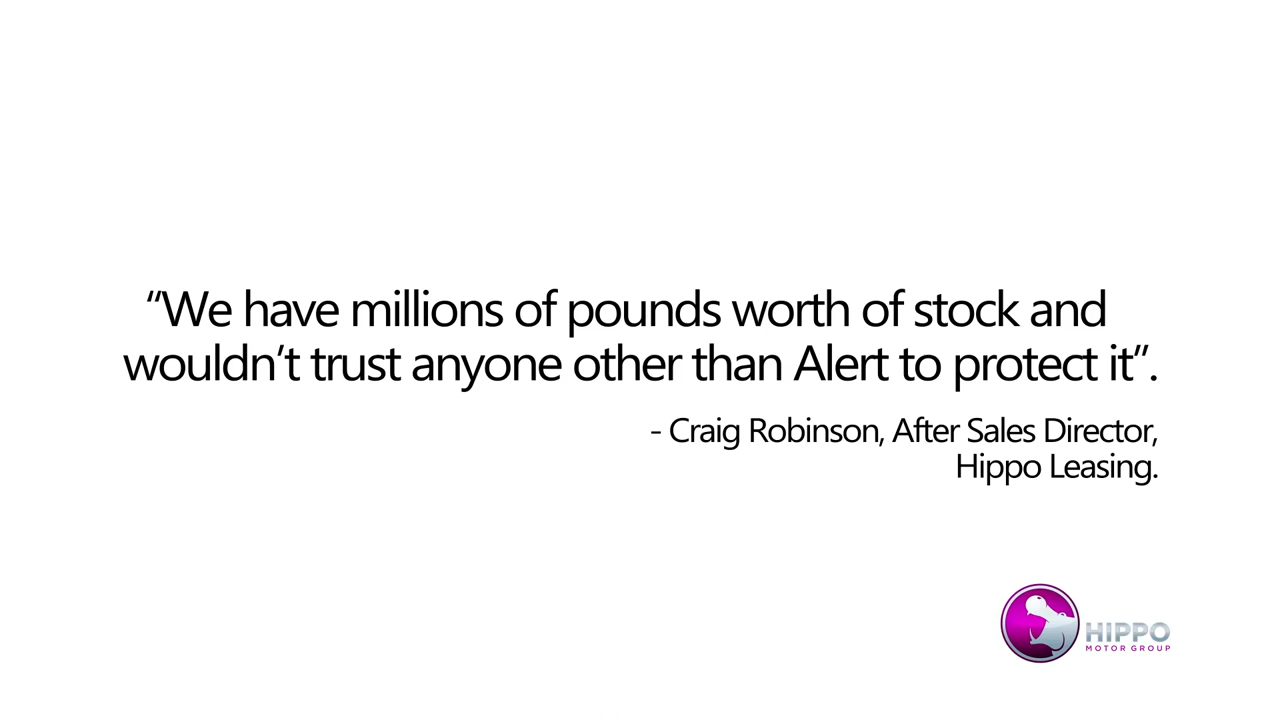 “We have millions of pounds worth of stock and
wouldn’t trust anyone other than Alert to protect it”.
- Craig Robinson, After Sales Director,
Hippo Leasing.
HIPPO
MOTOR GROUP